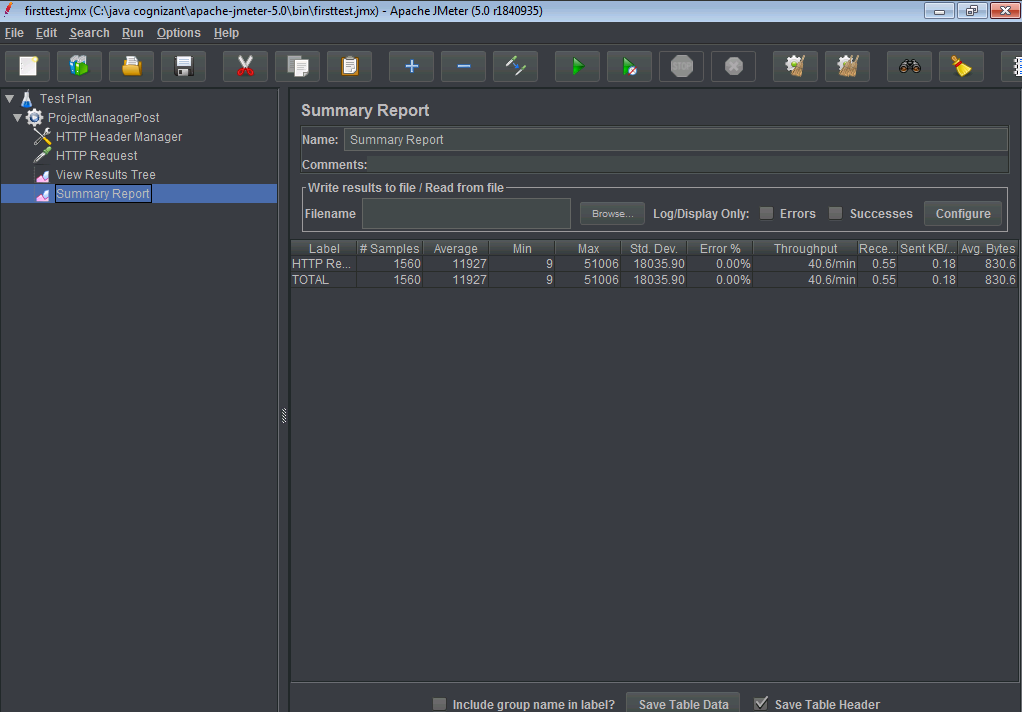 firsttest.jmx (C:\java cognizant\apache-jmeter-5.0\bin\firsttest.jmx) - Apache JMeter (5.0 r1840935)
File Edit Search Run Options Help
STOP
Test Plan
ProjectManagerPost
HTTP Header Manager
HTTP Request
View Results Tree
Summary Report
Summary Report
Name: Summary Report
Comments:
Write results to file / Read from file
Filename Browse... Log/Display Only: Errors Successes Configure
Label # Samples Average Min Max Std. Dev. Error % Throughput Rece... Sent KB/... Avg. Bytes
HTTP Re... 1560 11927 9 51006 18035.90 0.00% 40.6/min 0.55 0.18 830.6
TOTAL 1560 11927 9 51006 18035.90 0.00% 40.6/min 0.55 0.18 830.6
Include group name in label? Save Table Data Save Table Header